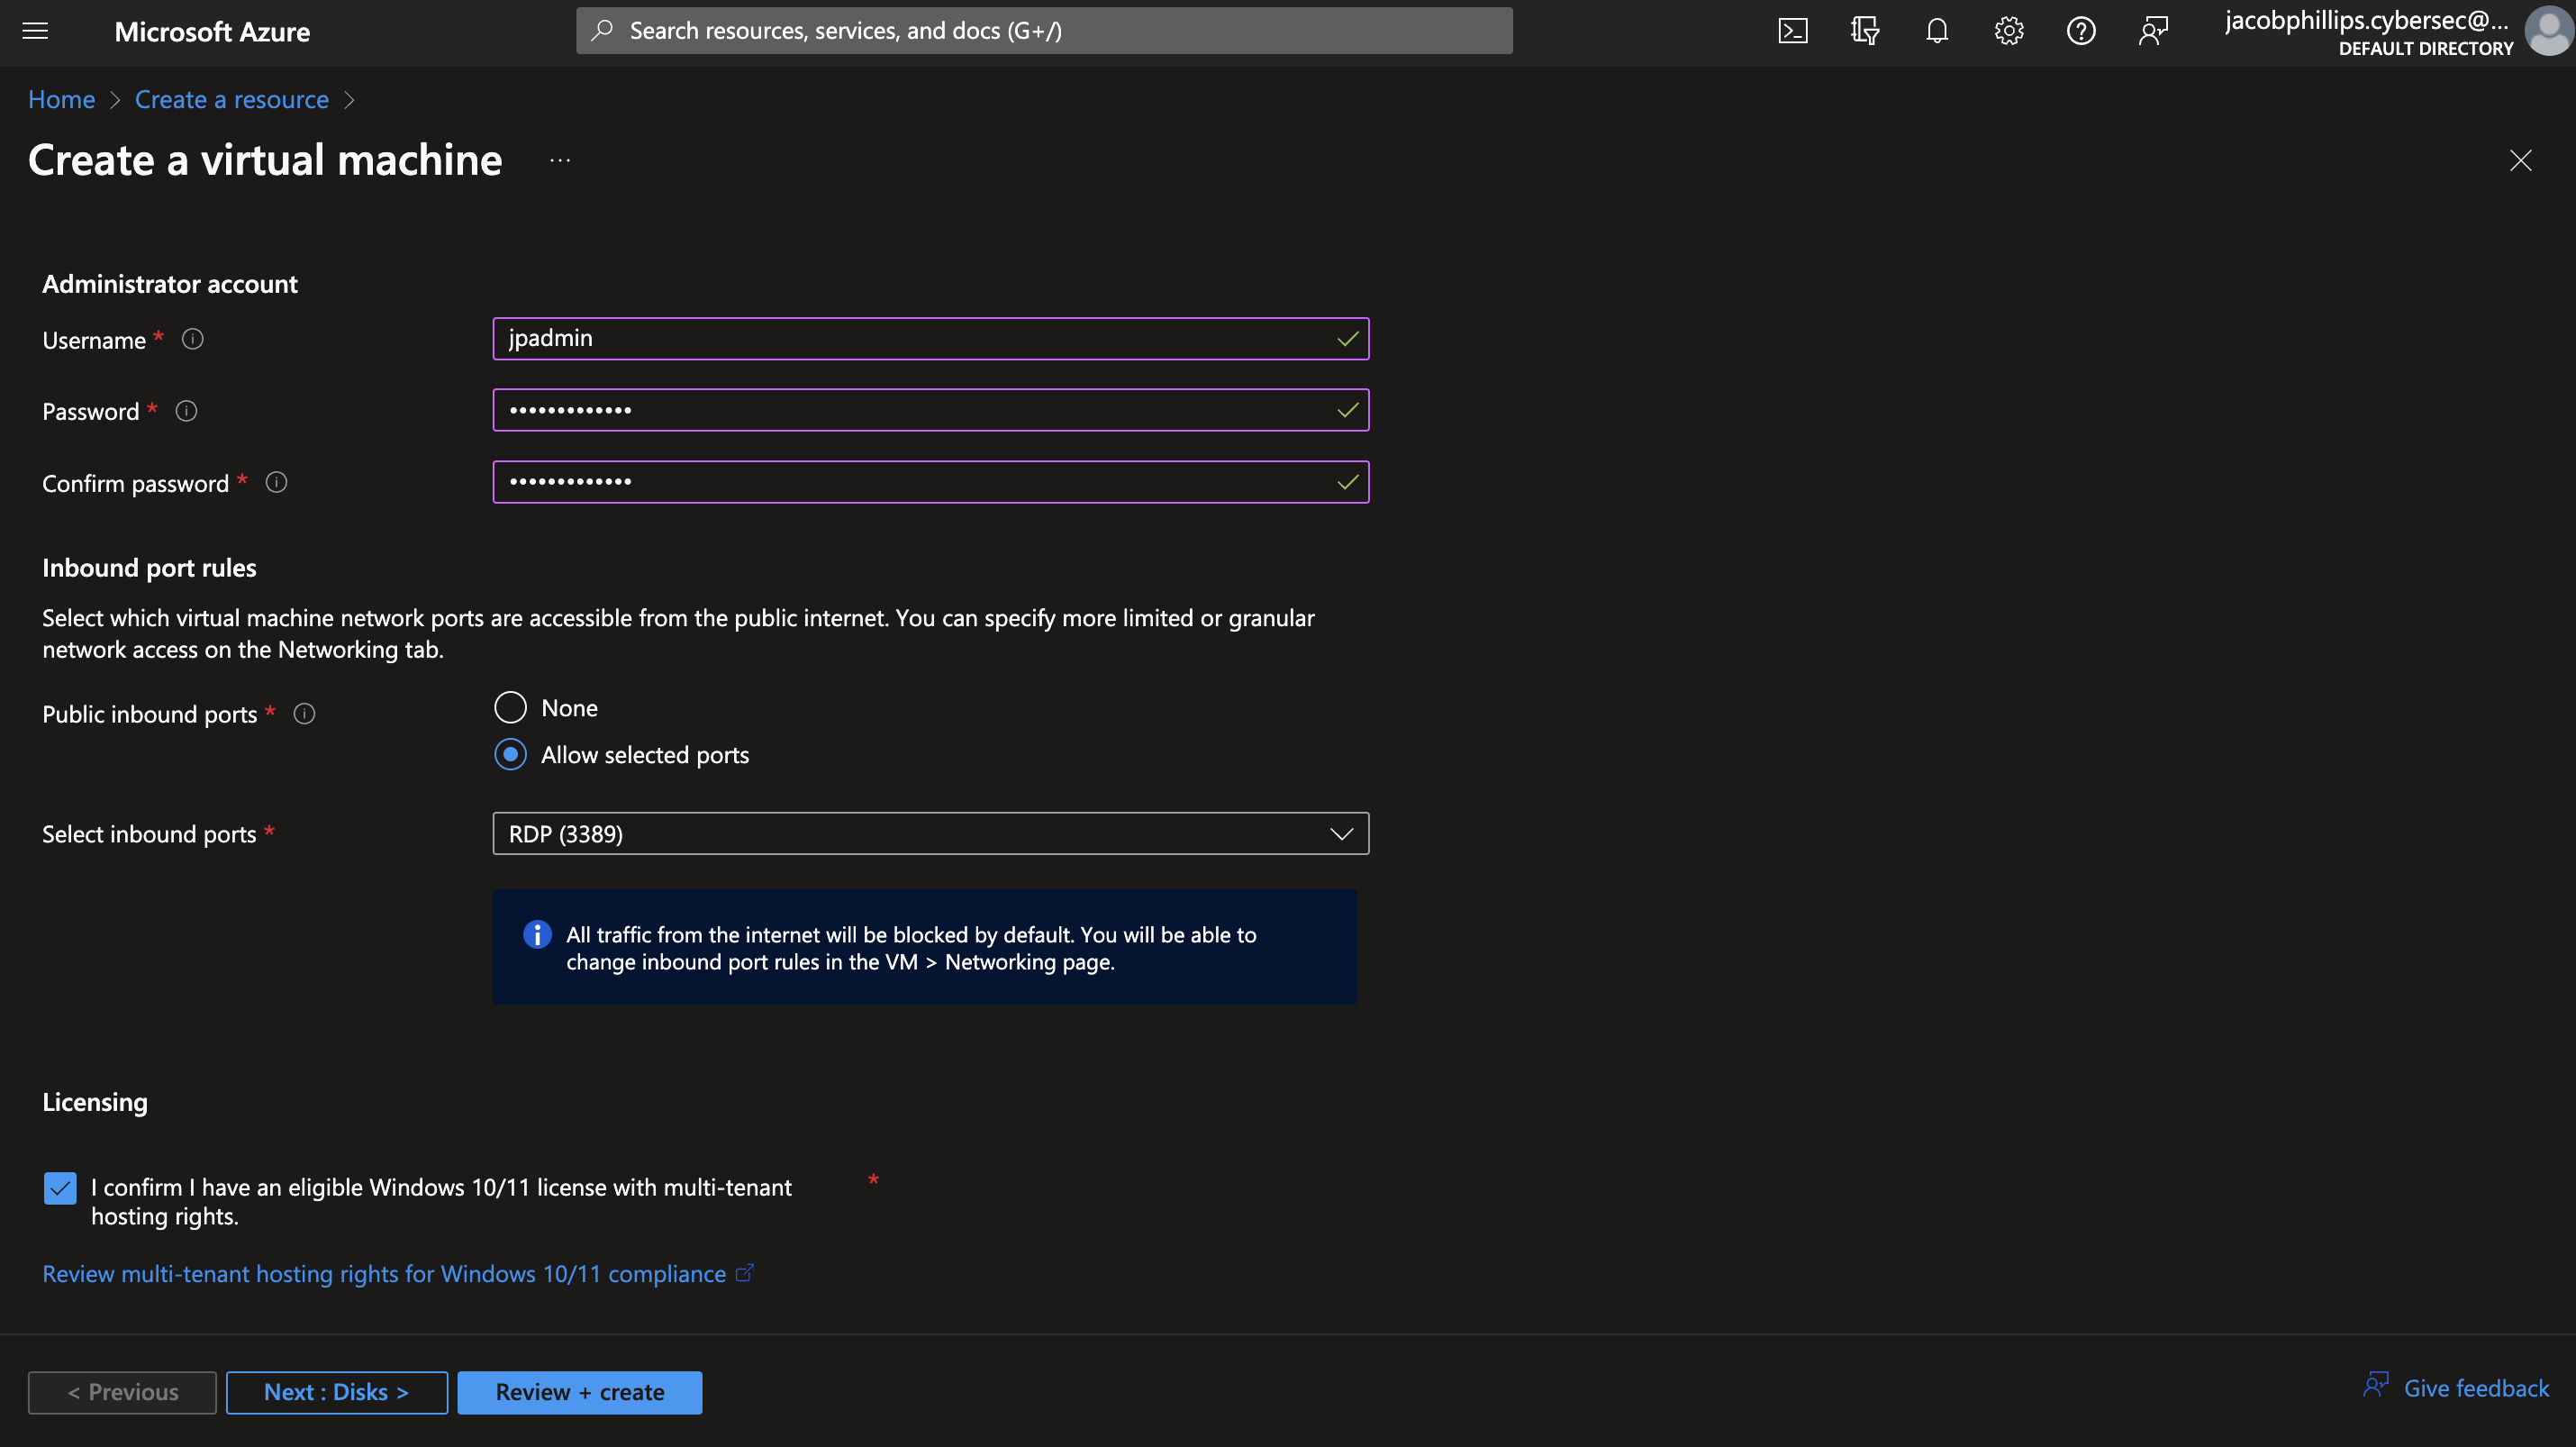 Microsoft Azure
Search resources, services, and docs (G+/)
jacobphillips.cybersec@...
DEFAULT DIRECTORY
Home > Create a resource >
Create a virtual machine ...
Administrator account
Username *
jpadmin
Password *
•••••••••••••
Confirm password *
•••••••••••••
Inbound port rules
Select which virtual machine network ports are accessible from the public internet. You can specify more limited or granular
network access on the Networking tab.
Public inbound ports *
None
Allow selected ports
Select inbound ports *
RDP (3389)
All traffic from the internet will be blocked by default. You will be able to
change inbound port rules in the VM > Networking page.
Licensing
I confirm I have an eligible Windows 10/11 license with multi-tenant *
hosting rights.
Review multi-tenant hosting rights for Windows 10/11 compliance
< Previous
Next : Disks >
Review + create
Give feedback